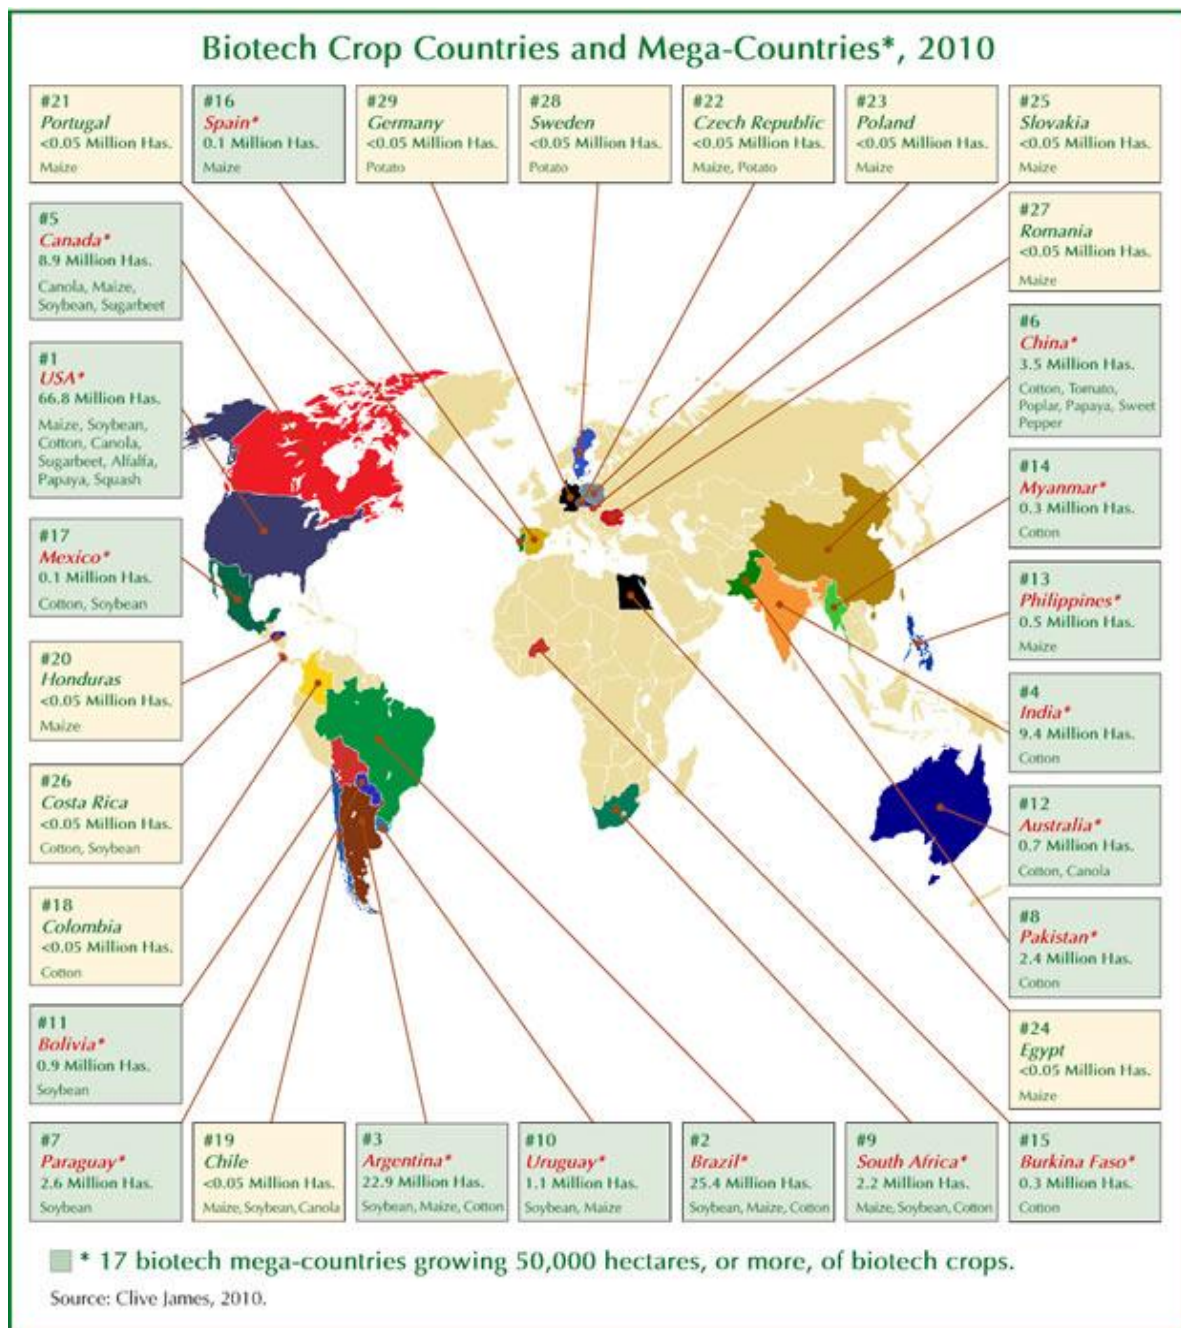 Biotech Crop Countries and Mega-Countries*, 2010
#21
Portugal
<0.05 Million Has.
Maize
#16
Spain*
0.1 Million Has.
Maize
#29
Germany
<0.05 Million Has.
Potato
#28
Sweden
<0.05 Million Has.
Potato
#22
Czech Republic
<0.05 Million Has.
Maize, Potato
#23
Poland
<0.05 Million Has.
Maize
#25
Slovakia
<0.05 Million Has.
Maize
#5
Canada*
8.9 Million Has.
Canola, Maize,
Soybean, Sugarbeet
#27
Romania
<0.05 Million Has.
Maize
#1
USA*
66.8 Million Has.
Maize, Soybean,
Cotton, Canola,
Sugarbeet, Alfalfa,
Papaya, Squash
#6
China*
3.5 Million Has.
Cotton, Tomato,
Poplar, Papaya, Sweet
Pepper
#17
Mexico*
0.1 Million Has.
Cotton, Soybean
#14
Myanmar*
0.3 Million Has.
Cotton
#13
Philippines*
0.5 Million Has.
Maize
#20
Honduras
<0.05 Million Has.
Maize
#4
India*
9.4 Million Has.
Cotton
#26
Costa Rica
<0.05 Million Has.
Cotton, Soybean
#12
Australia*
0.7 Million Has.
Cotton, Canola
#18
Colombia
<0.05 Million Has.
Cotton
#8
Pakistan*
2.4 Million Has.
Cotton
#11
Bolivia*
0.9 Million Has.
Soybean
#24
Egypt
<0.05 Million Has.
Maize
#7
Paraguay*
2.6 Million Has.
Soybean
#19
Chile
<0.05 Million Has.
Maize, Soybean, Canola
#3
Argentina*
22.9 Million Has.
Soybean, Maize, Cotton
#10
Uruguay*
1.1 Million Has.
Soybean, Maize
#2
Brazil*
25.4 Million Has.
Soybean, Maize, Cotton
#9
South Africa*
2.2 Million Has.
Maize, Soybean, Cotton
#15
Burkina Faso*
0.3 Million Has.
Cotton
* 17 biotech mega-countries growing 50,000 hectares, or more, of biotech crops.
Source: Clive James, 2010.